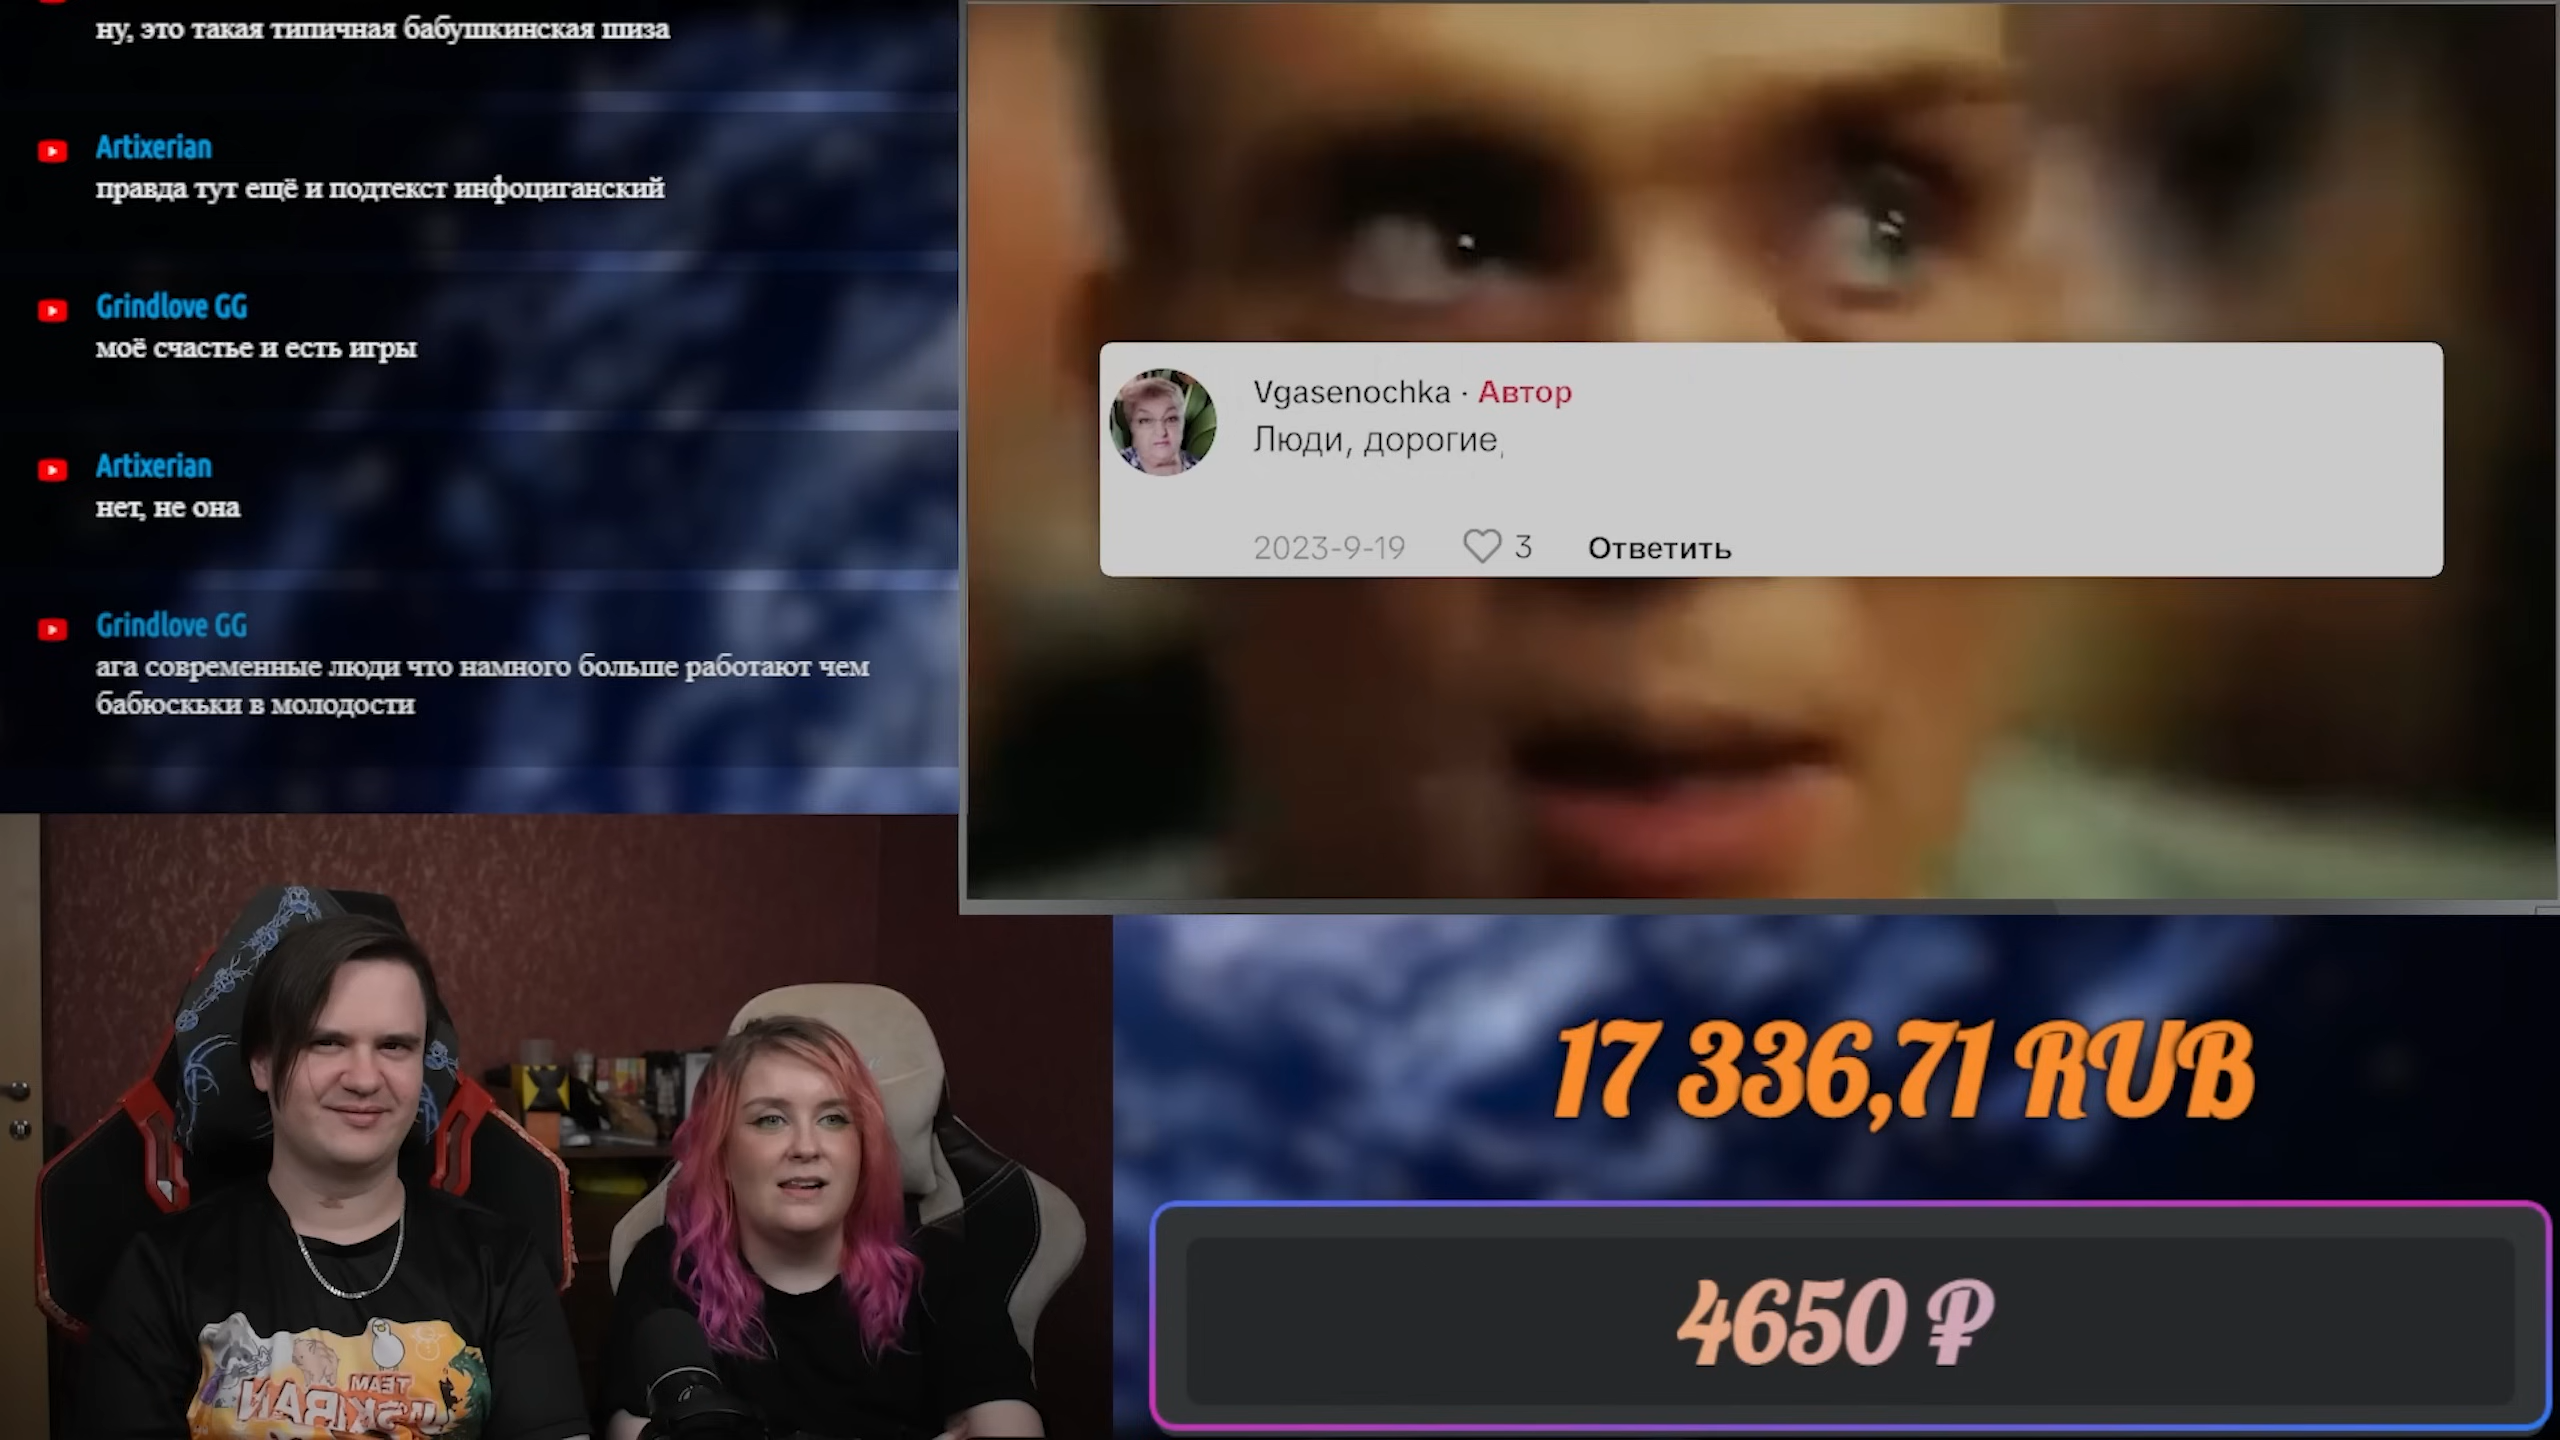 ну, это такая типичная бабушкинская шиза
Artixerian
правда тут ещё и подтекст инфоциганский
Grindlove GG
моё счастье и есть игры
Artixerian
нет, не она
Grindlove GG
ага современные люди что намного больше работают чем
бабюськьки в молодости
Vgasenochka · Автор
Люди, дорогие,
2023-9-19 3 Ответить
17 336,71 RUB
4650 ₽
TEAM